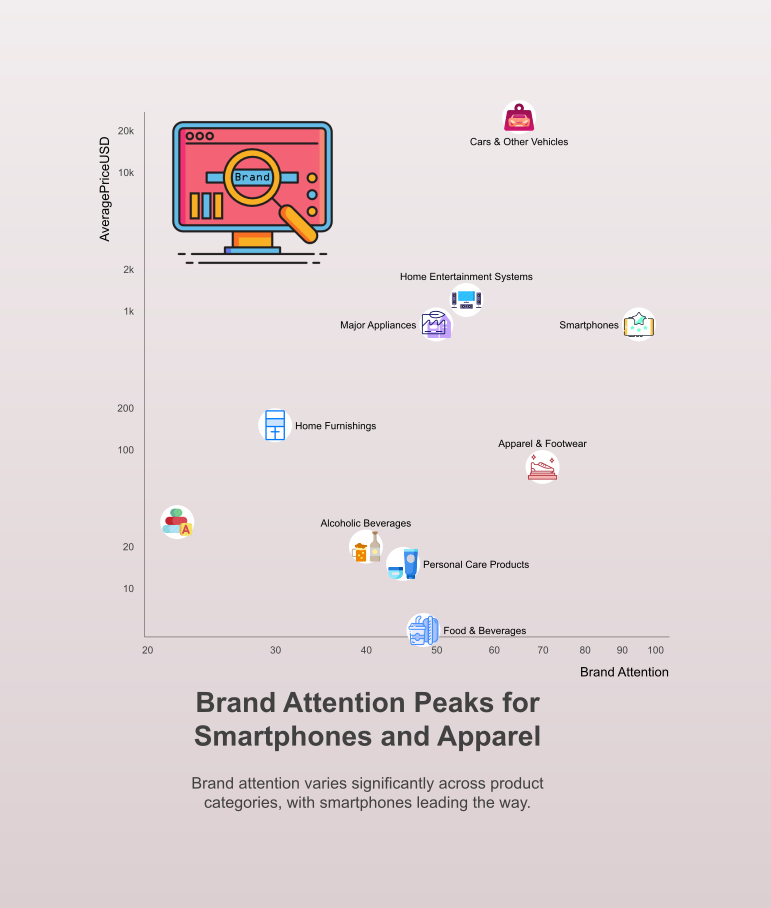 AveragePriceUSD
20k
10k
2k
1k
200
100
20
10
Brand
Cars & Other Vehicles
Home Entertainment Systems
Major Appliances
Smartphones
Home Furnishings
Apparel & Footwear
A
Alcoholic Beverages
Personal Care Products
Food & Beverages
20 30 40 50 60 70 80 90 100
Brand Attention
Brand Attention Peaks for
Smartphones and Apparel
Brand attention varies significantly across product
categories, with smartphones leading the way.